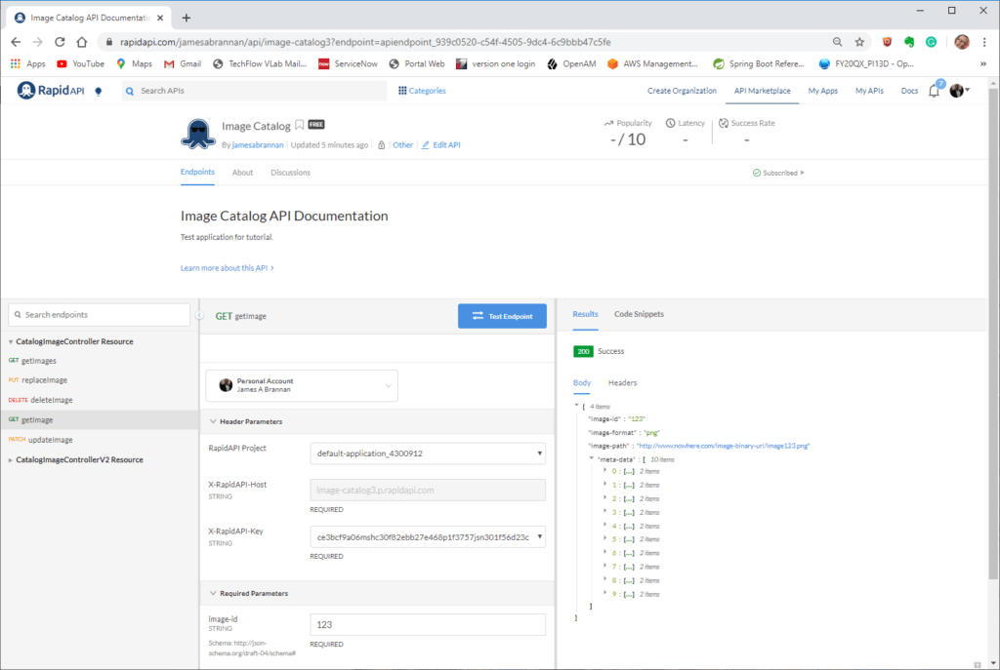 Image Catalog API Documentatio
rapidapi.com/jamesabrannan/api/image-catalog3?endpoint=apiendpoint_939c0520-c54f-4505-9dc4-6c9bbb47c5fe
Apps YouTube Maps Gmail TechFlow VLab Mail... ServiceNow Portal Web version one login OpenAM AWS Management... Spring Boot Refere... FY20QX_PI13D - Op... »
RapidAPI Search APIs Categories Create Organization API Marketplace My Apps My APIs Docs 7
Image Catalog FREE
By jamesabrannan Updated 5 minutes ago Other Edit API
Popularity Latency Success Rate
- / 10 - -
Endpoints About Discussions Subscribed
Image Catalog API Documentation
Test application for tutorial.
Learn more about this API
Search endpoints
CatalogImageController Resource
GET getImages
PUT replaceImage
DELETE deleteImage
GET getImage
PATCH updateImage
CatalogImageControllerV2 Resource
GET getImage Test Endpoint
Personal Account
James A Brannan
Header Parameters
RapidAPI Project default-application_4300912
X-RapidAPI-Host image-catalog3.p.rapidapi.com
STRING
REQUIRED
X-RapidAPI-Key ce3bcf9a06mshc30f82ebb27e468p1f3757jsn301f56d23c
STRING
REQUIRED
Required Parameters
image-id 123
STRING
REQUIRED
Schema: http://json-
schema.org/draft-04/schema#
Results Code Snippets
200 Success
Body Headers
[ 4 items
"image-id" : "123"
"image-format" : "png"
"image-path" : "http://www.nowhere.com/image-binary-uri/image123.png"
"meta-data" : [ 10 items
0 : {...} 2 items
1 : {...} 2 items
2 : {...} 2 items
3 : {...} 2 items
4 : {...} 2 items
5 : {...} 2 items
6 : {...} 2 items
7 : {...} 2 items
8 : {...} 2 items
9 : {...} 2 items
]
]